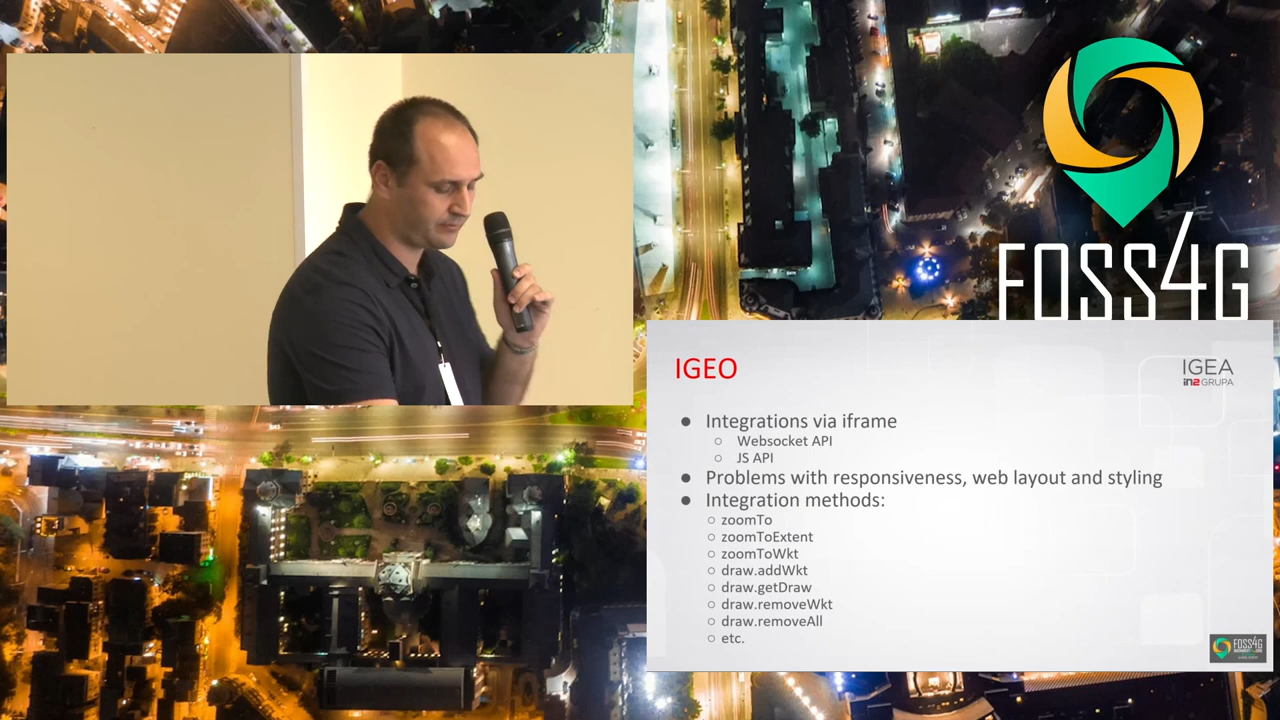 FOSS4G
IGEO
IGEA
in2 GRUPA
● Integrations via iframe
○ Websocket API
○ JS API
● Problems with responsiveness, web layout and styling
● Integration methods:
○ zoomTo
○ zoomToExtent
○ zoomToWkt
○ draw.addWkt
○ draw.getDraw
○ draw.removeWkt
○ draw.removeAll
○ etc.
FOSS4G